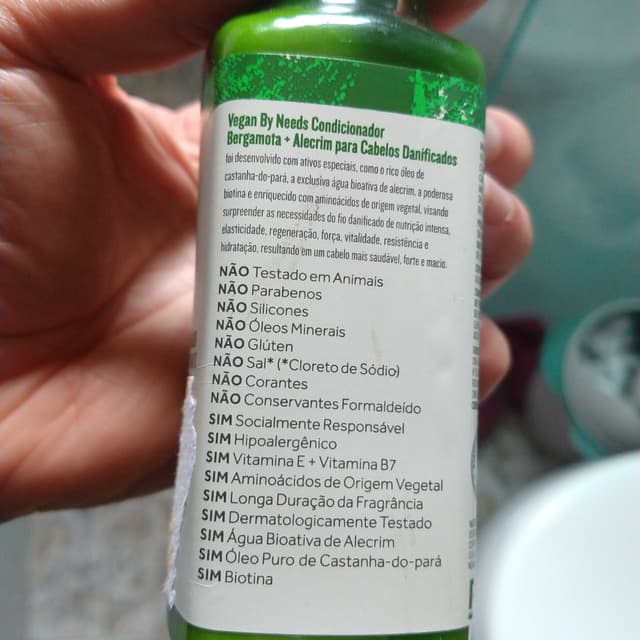 Vegan By Needs Condicionador
Bergamota + Alecrim para Cabelos Danificados
foi desenvolvido com ativos especiais, como o rico óleo de
castanha-do-pará, a exclusiva água bioativa de alecrim, a poderosa
biotina e enriquecido com aminoácidos de origem vegetal, visando
surpreender as necessidades do fio danificado de nutrição intensa,
elasticidade, regeneração, força, vitalidade, resistência e
hidratação, resultando em um cabelo mais saudável, forte e macio.
NÃO Testado em Animais
NÃO Parabenos
NÃO Silicones
NÃO Óleos Minerais
NÃO Glúten
NÃO Sal* (*Cloreto de Sódio)
NÃO Corantes
NÃO Conservantes Formaldeído
SIM Socialmente Responsável
SIM Hipoalergênico
SIM Vitamina E + Vitamina B7
SIM Aminoácidos de Origem Vegetal
SIM Longa Duração da Fragrância
SIM Dermatologicamente Testado
SIM Água Bioativa de Alecrim
SIM Óleo Puro de Castanha-do-pará
SIM Biotina